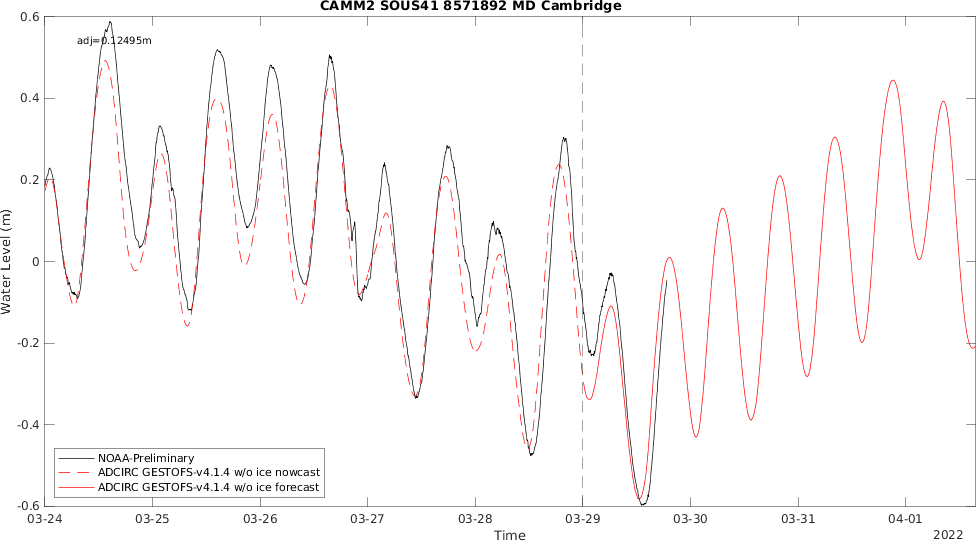 CAMM2 SOUS41 8571892 MD Cambridge
adj=0.12495m
0.6
0.4
0.2
0
-0.2
-0.4
-0.6
Water Level (m)
NOAA-Preliminary
ADCIRC GESTOFS-v4.1.4 w/o ice nowcast
ADCIRC GESTOFS-v4.1.4 w/o ice forecast
03-24 03-25 03-26 03-27 03-28 03-29 03-30 03-31 04-01
Time
2022